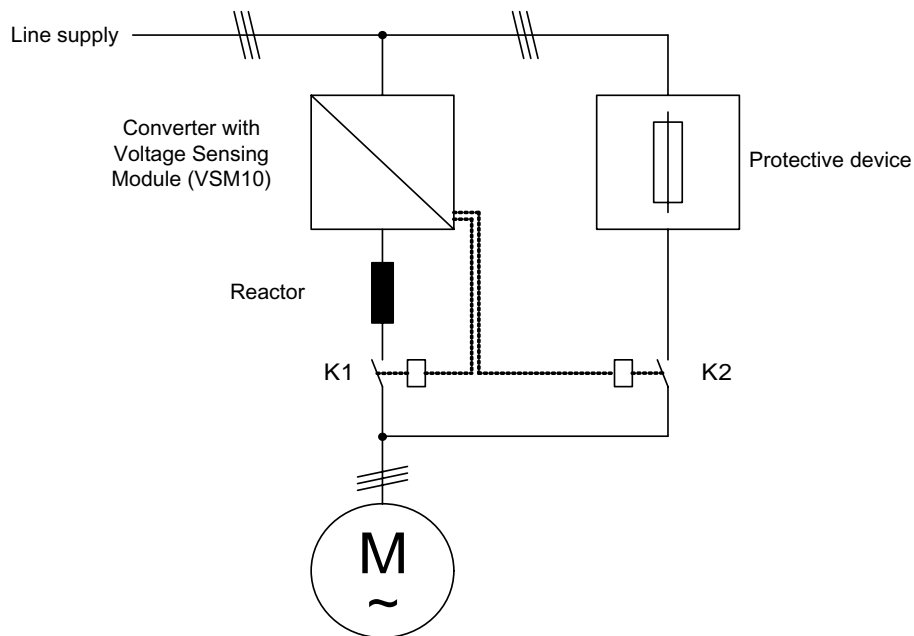 Line supply
Converter with
Voltage Sensing
Module (VSM10)
Protective device
Reactor
K1
K2
M
~